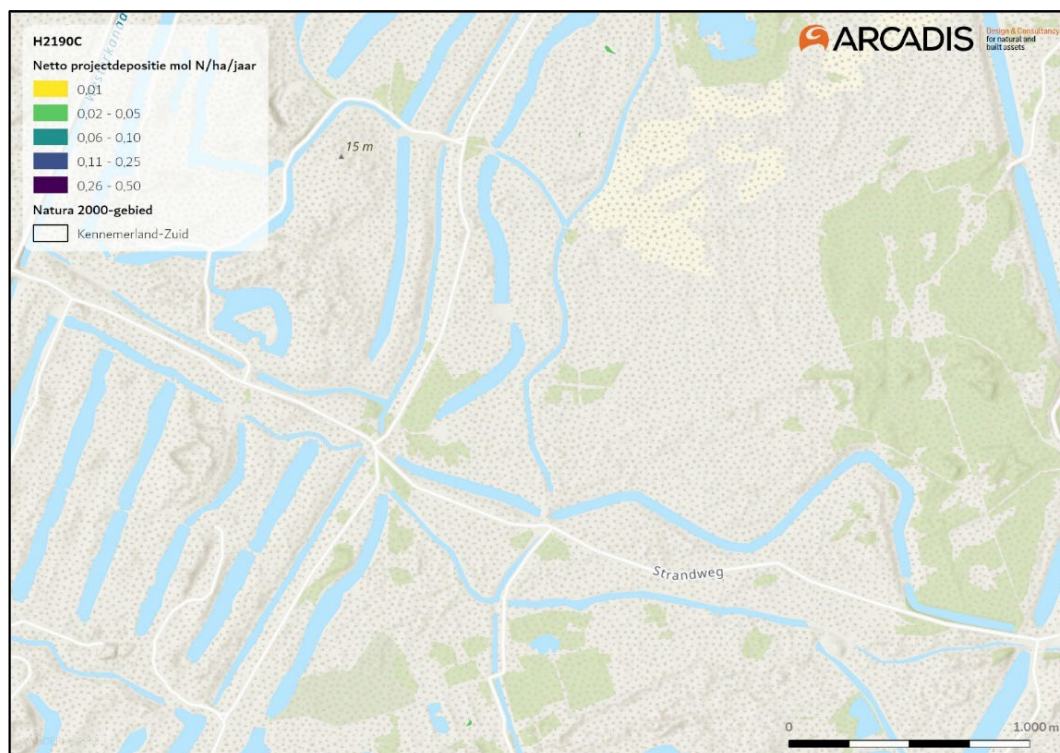 H2190C
Netto projectdepositie mol N/ha/jaar
0,01
0,02 - 0,05
0,06 - 0,10
0,11 - 0,25
0,26 - 0,50
Natura 2000-gebied
Kennemerland-Zuid
ARCADIS
Design & Consultancy
for natural and
built assets
15 m
Strandweg
0
1.000 m